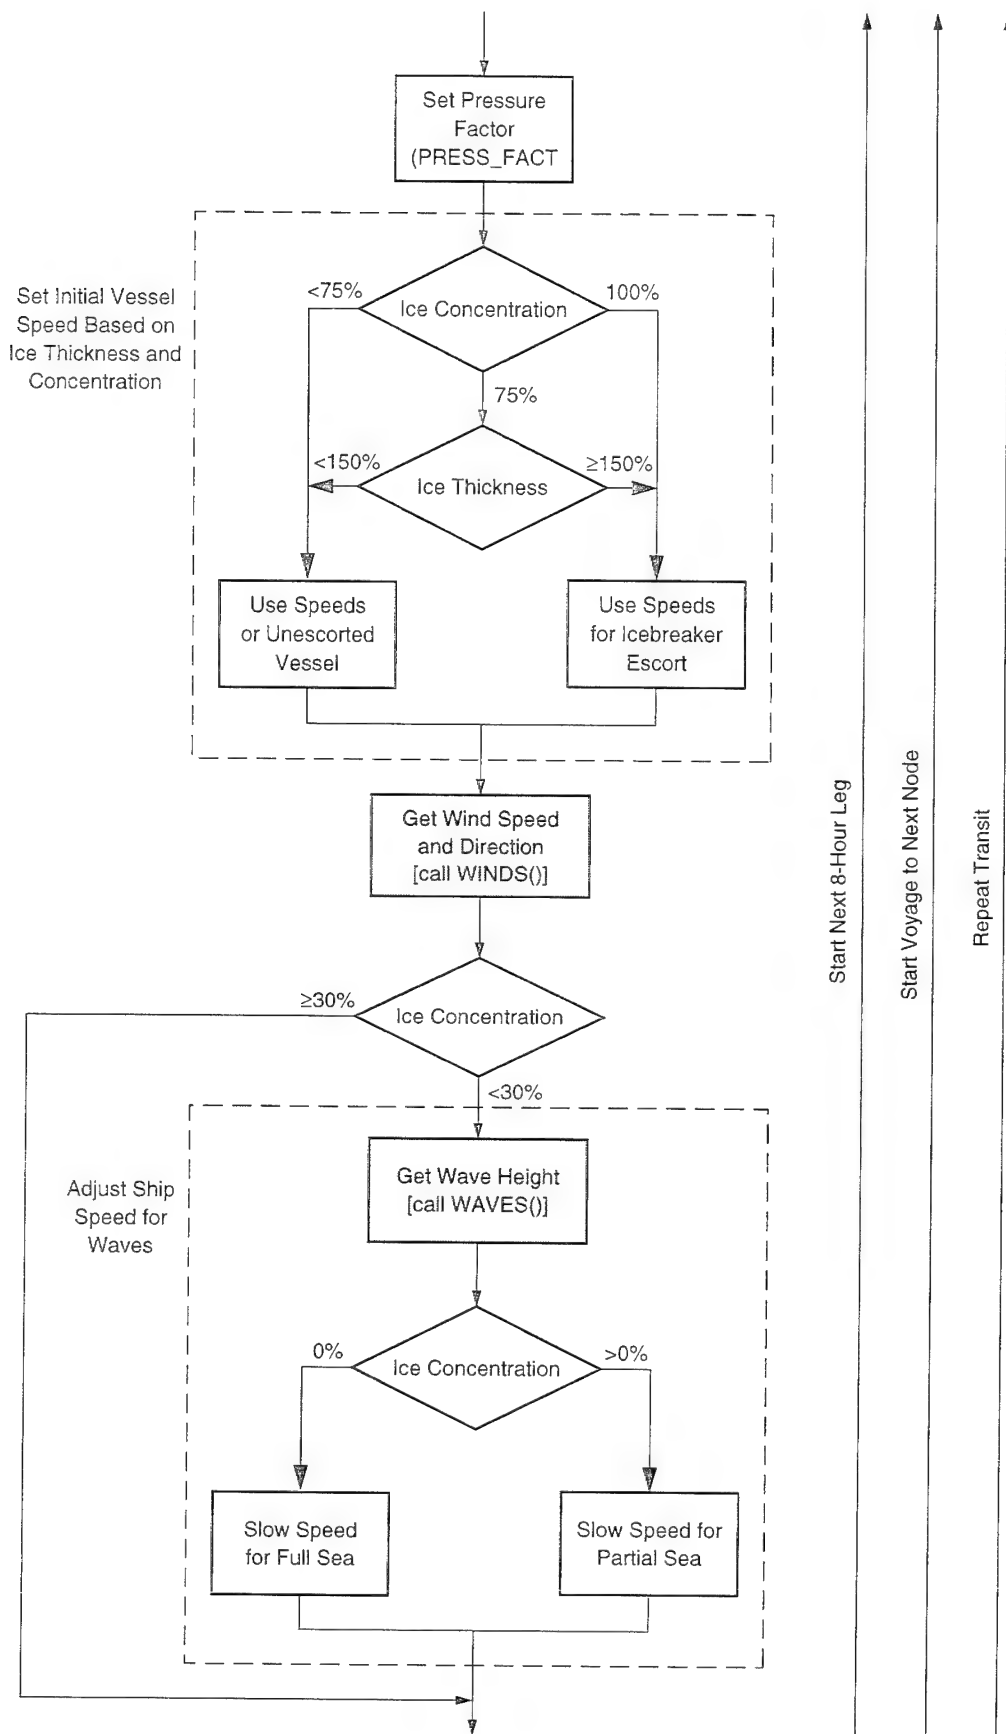 Set Pressure
Factor
(PRESS_FACT
Set Initial Vessel
Speed Based on
Ice Thickness and
Concentration
<75%
Ice Concentration
100%
75%
<150%
Ice Thickness
≥150%
Use Speeds
or Unescorted
Vessel
Use Speeds
for Icebreaker
Escort
Get Wind Speed
and Direction
[call WINDS()]
≥30%
Ice Concentration
<30%
Adjust Ship
Speed for
Waves
Get Wave Height
[call WAVES()]
0%
Ice Concentration
>0%
Slow Speed
for Full Sea
Slow Speed for
Partial Sea
Start Next 8-Hour Leg
Start Voyage to Next Node
Repeat Transit